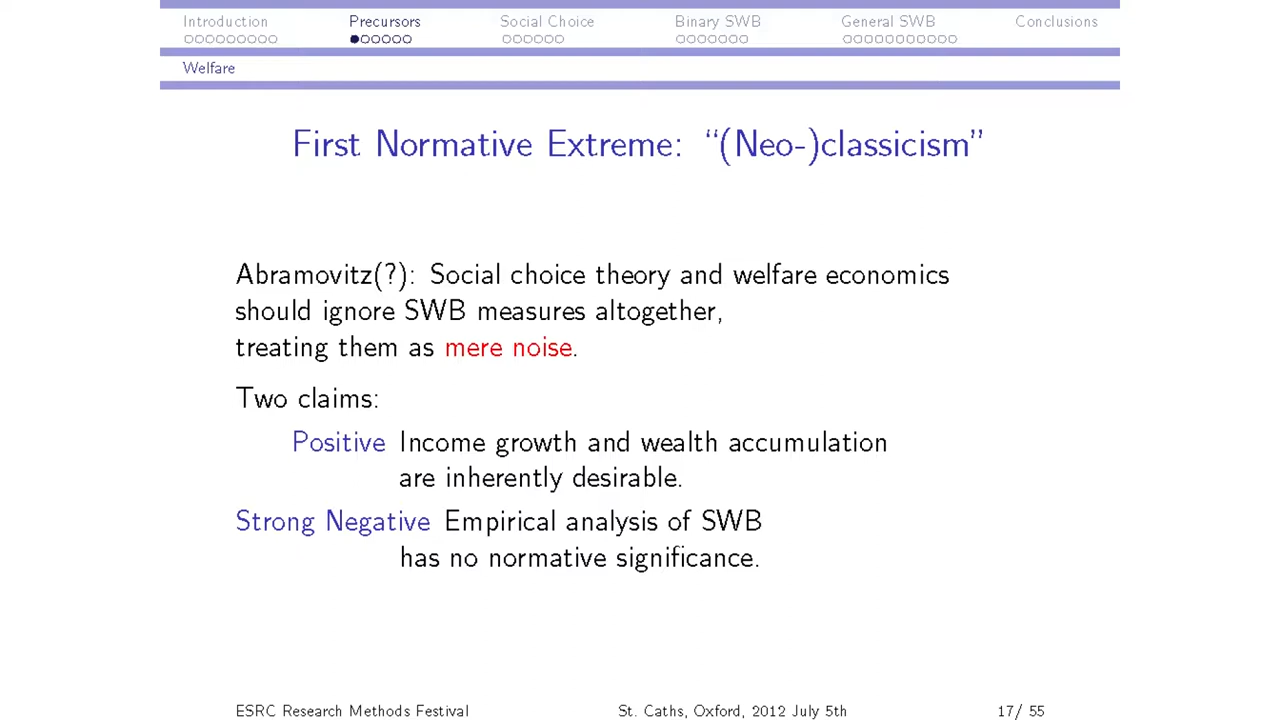 Introduction Precursors Social Choice Binary SWB General SWB Conclusions
Welfare
First Normative Extreme: “(Neo-)classicism”
Abramovitz(?): Social choice theory and welfare economics
should ignore SWB measures altogether,
treating them as mere noise.
Two claims:
Positive Income growth and wealth accumulation
are inherently desirable.
Strong Negative Empirical analysis of SWB
has no normative significance.
ESRC Research Methods Festival St. Caths, Oxford, 2012 July 5th 17/ 55